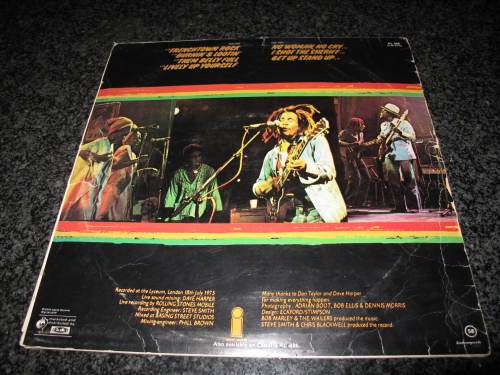 "TRENCHTOWN ROCK
"BURNIN' & LOOTIN'
"THEM BELLY FULL
"LIVELY UP YOURSELF
NO WOMAN, NO CRY...
I SHOT THE SHERIFF...
GET UP, STAND UP...
Recorded at the Lyceum, London 18th July 1975
Live sound mixing: DAVE HARPER
Live recording by ROLLING STONES MOBILE
Recording Engineer: STEVE SMITH
Mixed at BASING STREET STUDIOS
Mixing engineer: PHILL BROWN
Many thanks to Don Taylor and Dave Harper
for making everything happen.
Photography: ADRIAN BOOT, BOB ELLIS & DENNIS MORRIS
Design: ECKFORD/STIMPSON
BOB MARLEY & THE WAILERS produced the music.
STEVE SMITH & CHRIS BLACKWELL produced the record.
Also available on Cassette